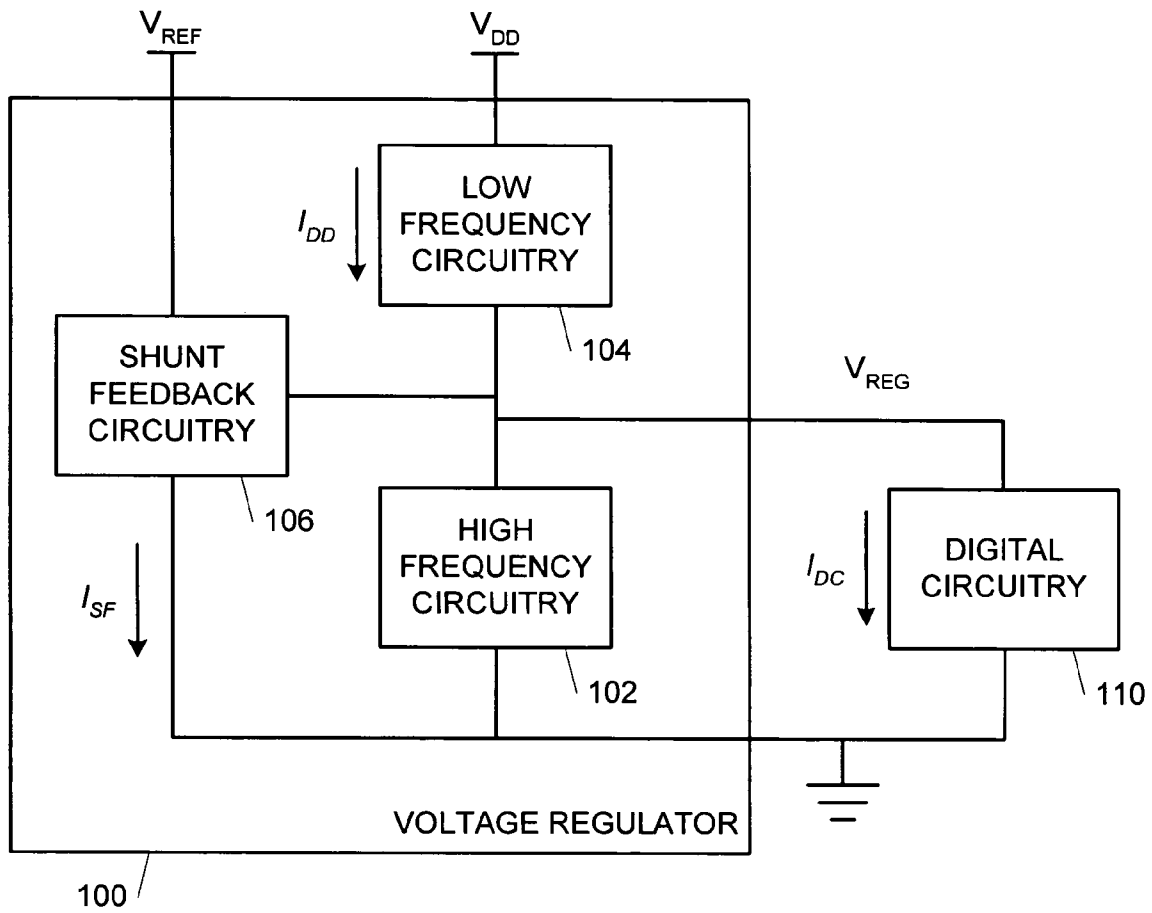 V_REF
V_DD
LOW
FREQUENCY
CIRCUITRY
I_DD
104
SHUNT
FEEDBACK
CIRCUITRY
106
V_REG
HIGH
FREQUENCY
CIRCUITRY
102
I_SF
I_DC
DIGITAL
CIRCUITRY
110
VOLTAGE REGULATOR
100